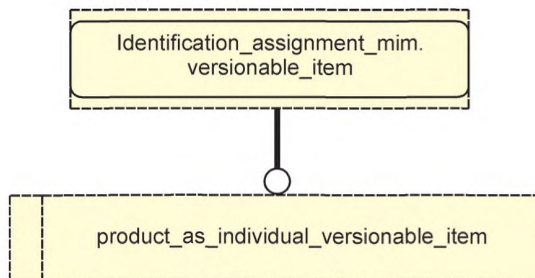 Identification_assignment_mim.
versionable_item
product_as_individual_versionable_item